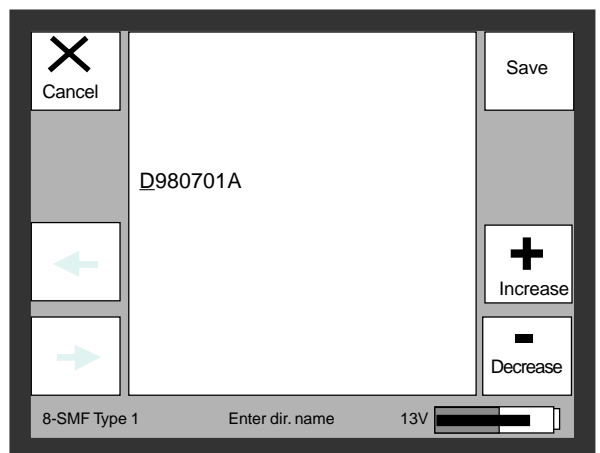 Cancel
Save
D980701A
Increase
Decrease
8-SMF Type 1 Enter dir. name 13V